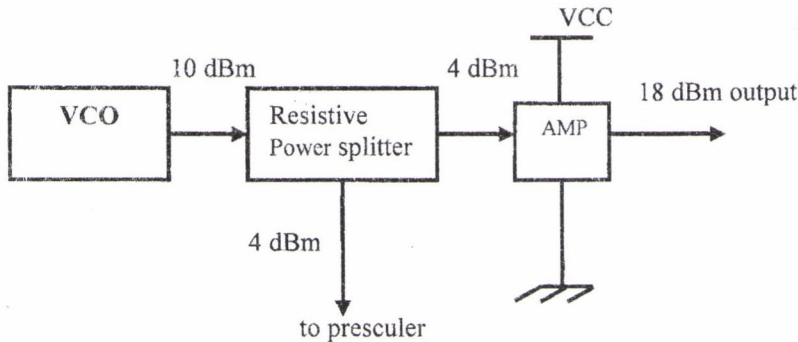 VCC
10 dBm
4 dBm
18 dBm output
VCO
Resistive
Power splitter
AMP
4 dBm
to presculer